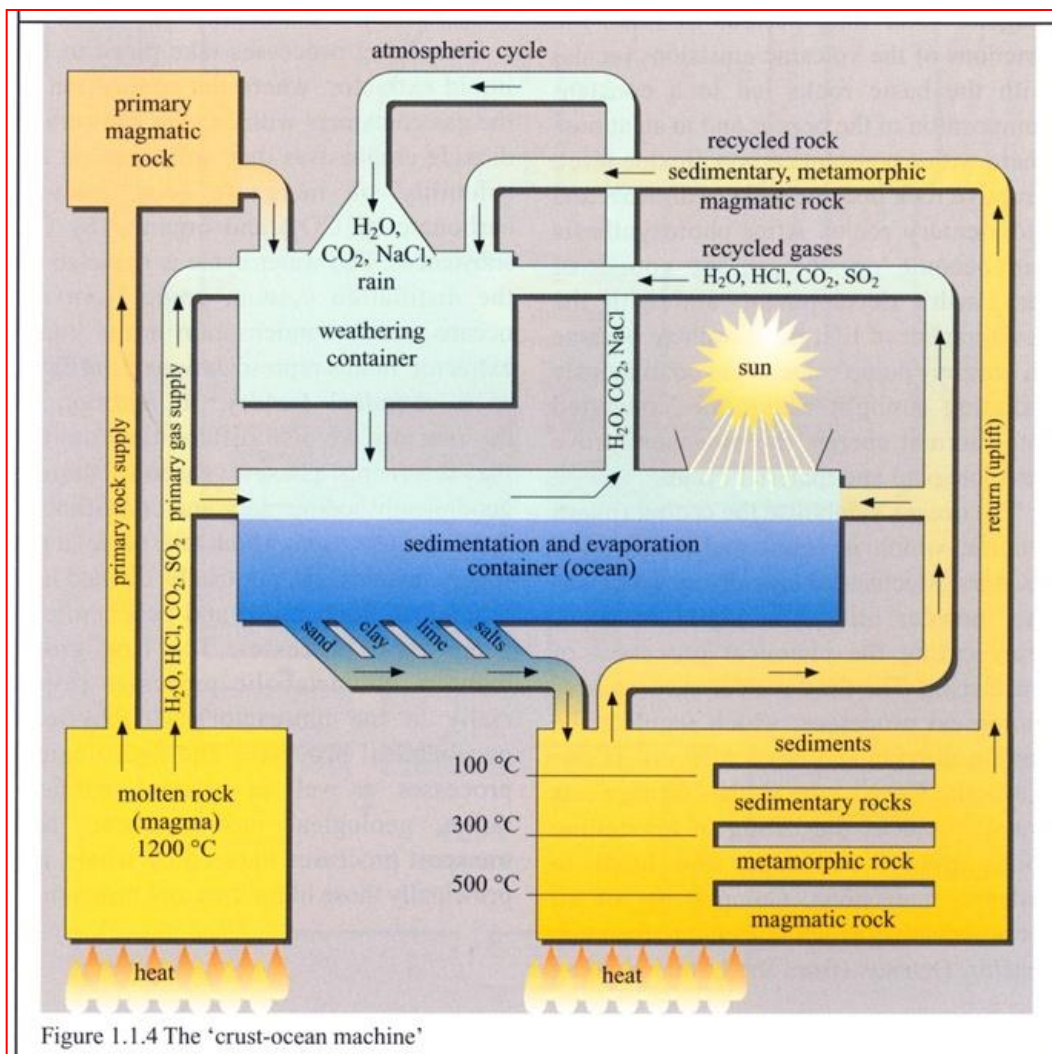 atmospheric cycle
primary
magmatic
rock
recycled rock
sedimentary, metamorphic
magmatic rock
H₂O,
CO₂, NaCl,
rain
recycled gases
H₂O, HCl, CO₂, SO₂
weathering
container
sun
H₂O, CO₂, NaCl
primary rock supply
H₂O, HCl, CO₂, SO₂ primary gas supply
return (uplift)
sedimentation and evaporation
container (ocean)
sand
clay
lime
salts
molten rock
(magma)
1200 °C
sediments
100 °C
sedimentary rocks
300 °C
metamorphic rock
500 °C
magmatic rock
heat
heat
Figure 1.1.4 The ‘crust-ocean machine’